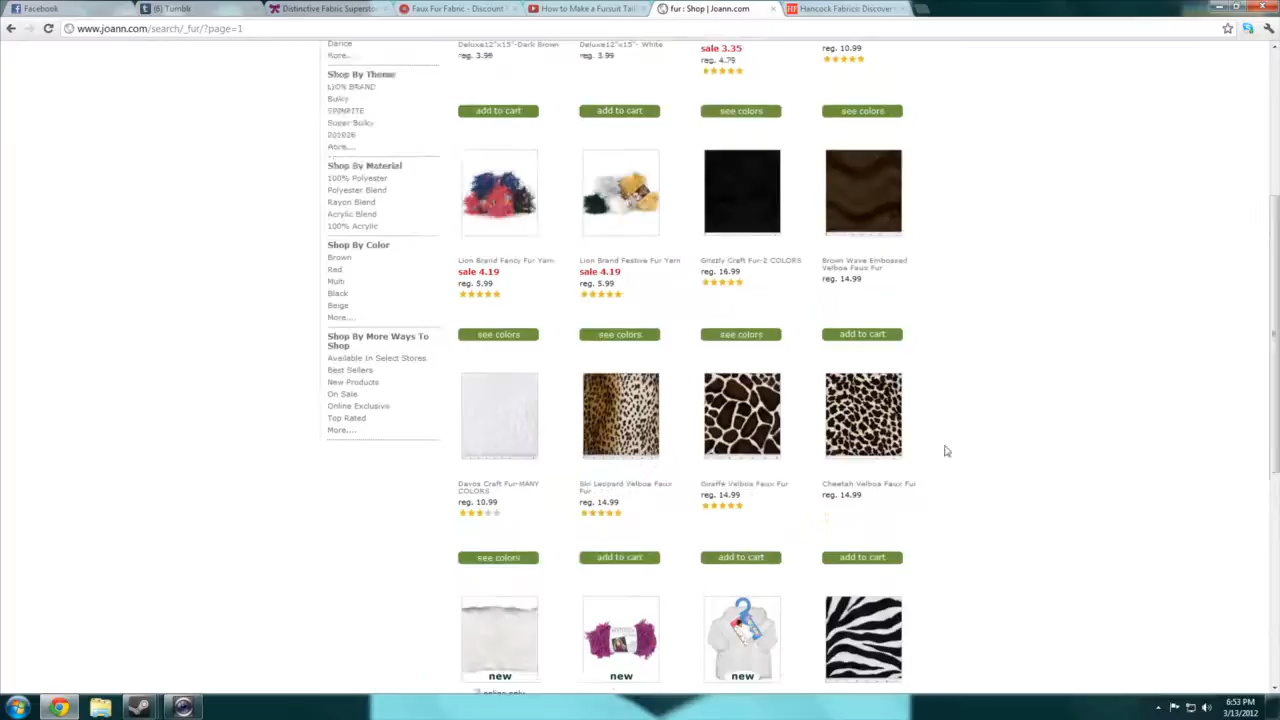 Facebook
Tumblr
Distinctive Fabric Supersto
Faux Fur Fabric - Discount
How to Make a Fursuit Tail
fur : Shop | Joann.com
Hancock Fabrics: Discover
www.joann.com/search/_fur/?page=1
Dance
More...
Shop By Theme
LION BRAND
Bulky
Super Bulky
More....
Shop By Material
100% Polyester
Polyester Blend
Rayon Blend
Acrylic Blend
100% Acrylic
Shop By Color
Brown
Red
Multi
Black
Beige
More....
Shop By More Ways To
Shop
Available In Select Stores
Best Sellers
New Products
On Sale
Online Exclusive
Top Rated
More....
Deluxe12"x15"-Dark Brown
reg. 3.99
add to cart
Deluxe12"x15"- White
reg. 3.99
add to cart
sale 3.35
reg. 4.79
see colors
reg. 10.99
see colors
Lion Brand Fancy Fur Yarn
sale 4.19
reg. 5.99
see colors
Lion Brand Festive Fur Yarn
sale 4.19
reg. 5.99
see colors
Grizzly Craft Fur-2 COLORS
reg. 16.99
see colors
Brown Wave Embossed
Velboa Faux Fur
reg. 14.99
add to cart
Davos Craft Fur-MANY
COLORS
reg. 10.99
see colors
Leopard Velboa Faux
Fur
reg. 14.99
add to cart
Giraffe Velboa Faux Fur
reg. 14.99
add to cart
Cheetah Velboa Faux Fur
reg. 14.99
add to cart
new
online only
new
new
6:53 PM
3/13/2012